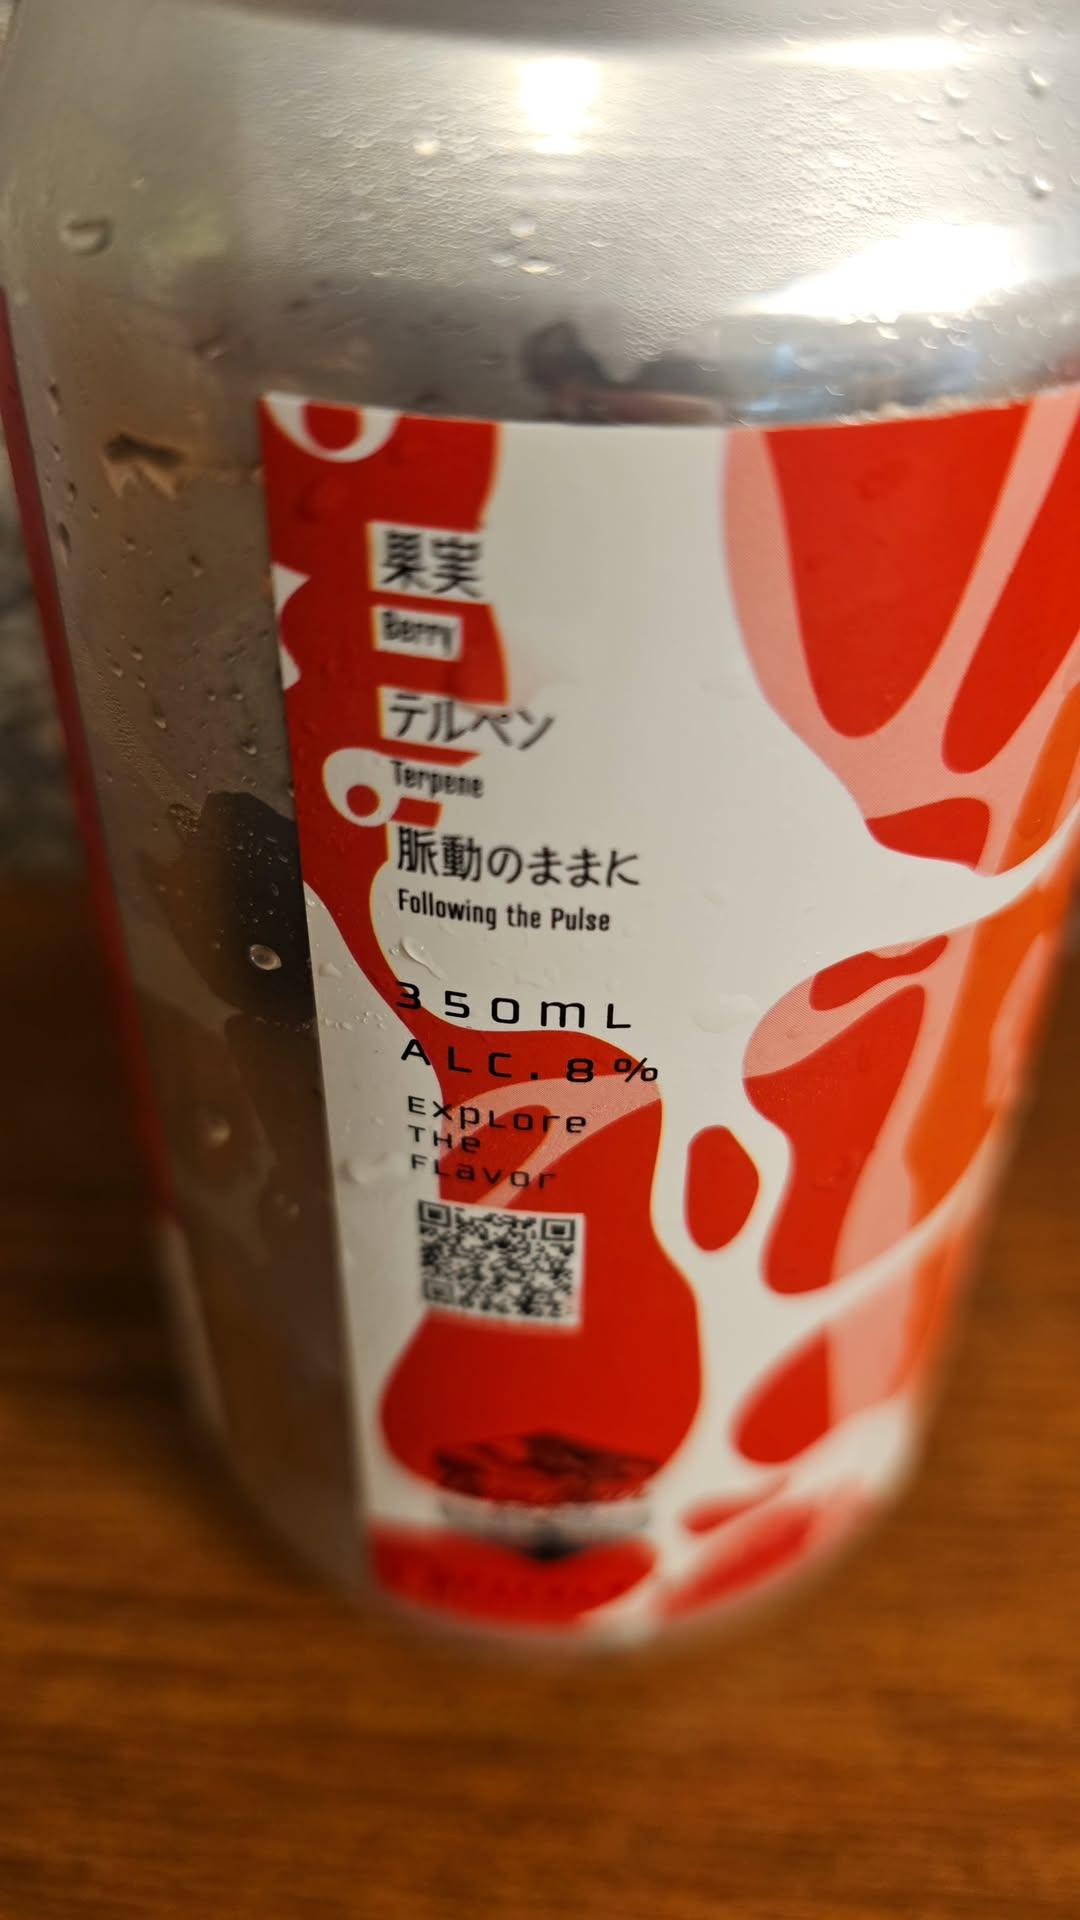 果実
Berry
テルペン
Terpene
脈動のままに
Following the Pulse
350mL
ALC.8%
Explore
THe
FLavor